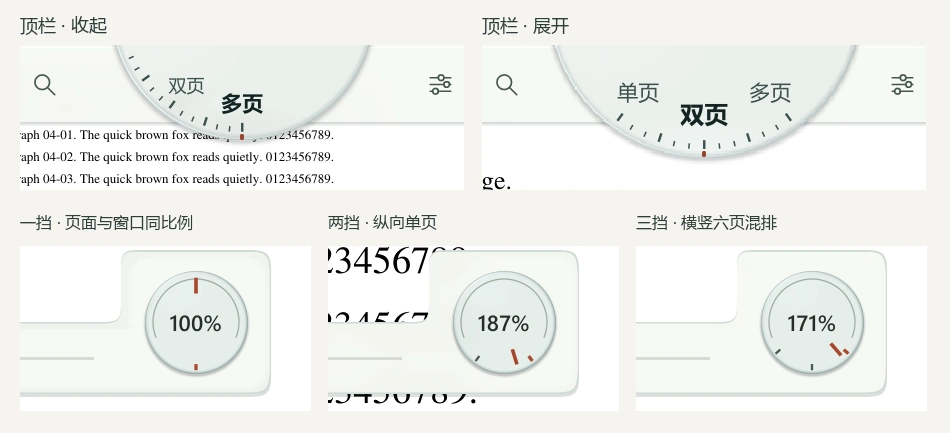 顶栏 · 收起
双页
多页
raph 04-01. The quick brown fox reads quietly. 0123456789.
raph 04-02. The quick brown fox reads quietly. 0123456789.
raph 04-03. The quick brown fox reads quietly. 0123456789.
顶栏 · 展开
单页
双页
多页
ge.
一挡 · 页面与窗口同比例
100%
两挡 · 纵向单页
23456789.
23456789.
187%
23456789.
三挡 · 横竖六页混排
171%